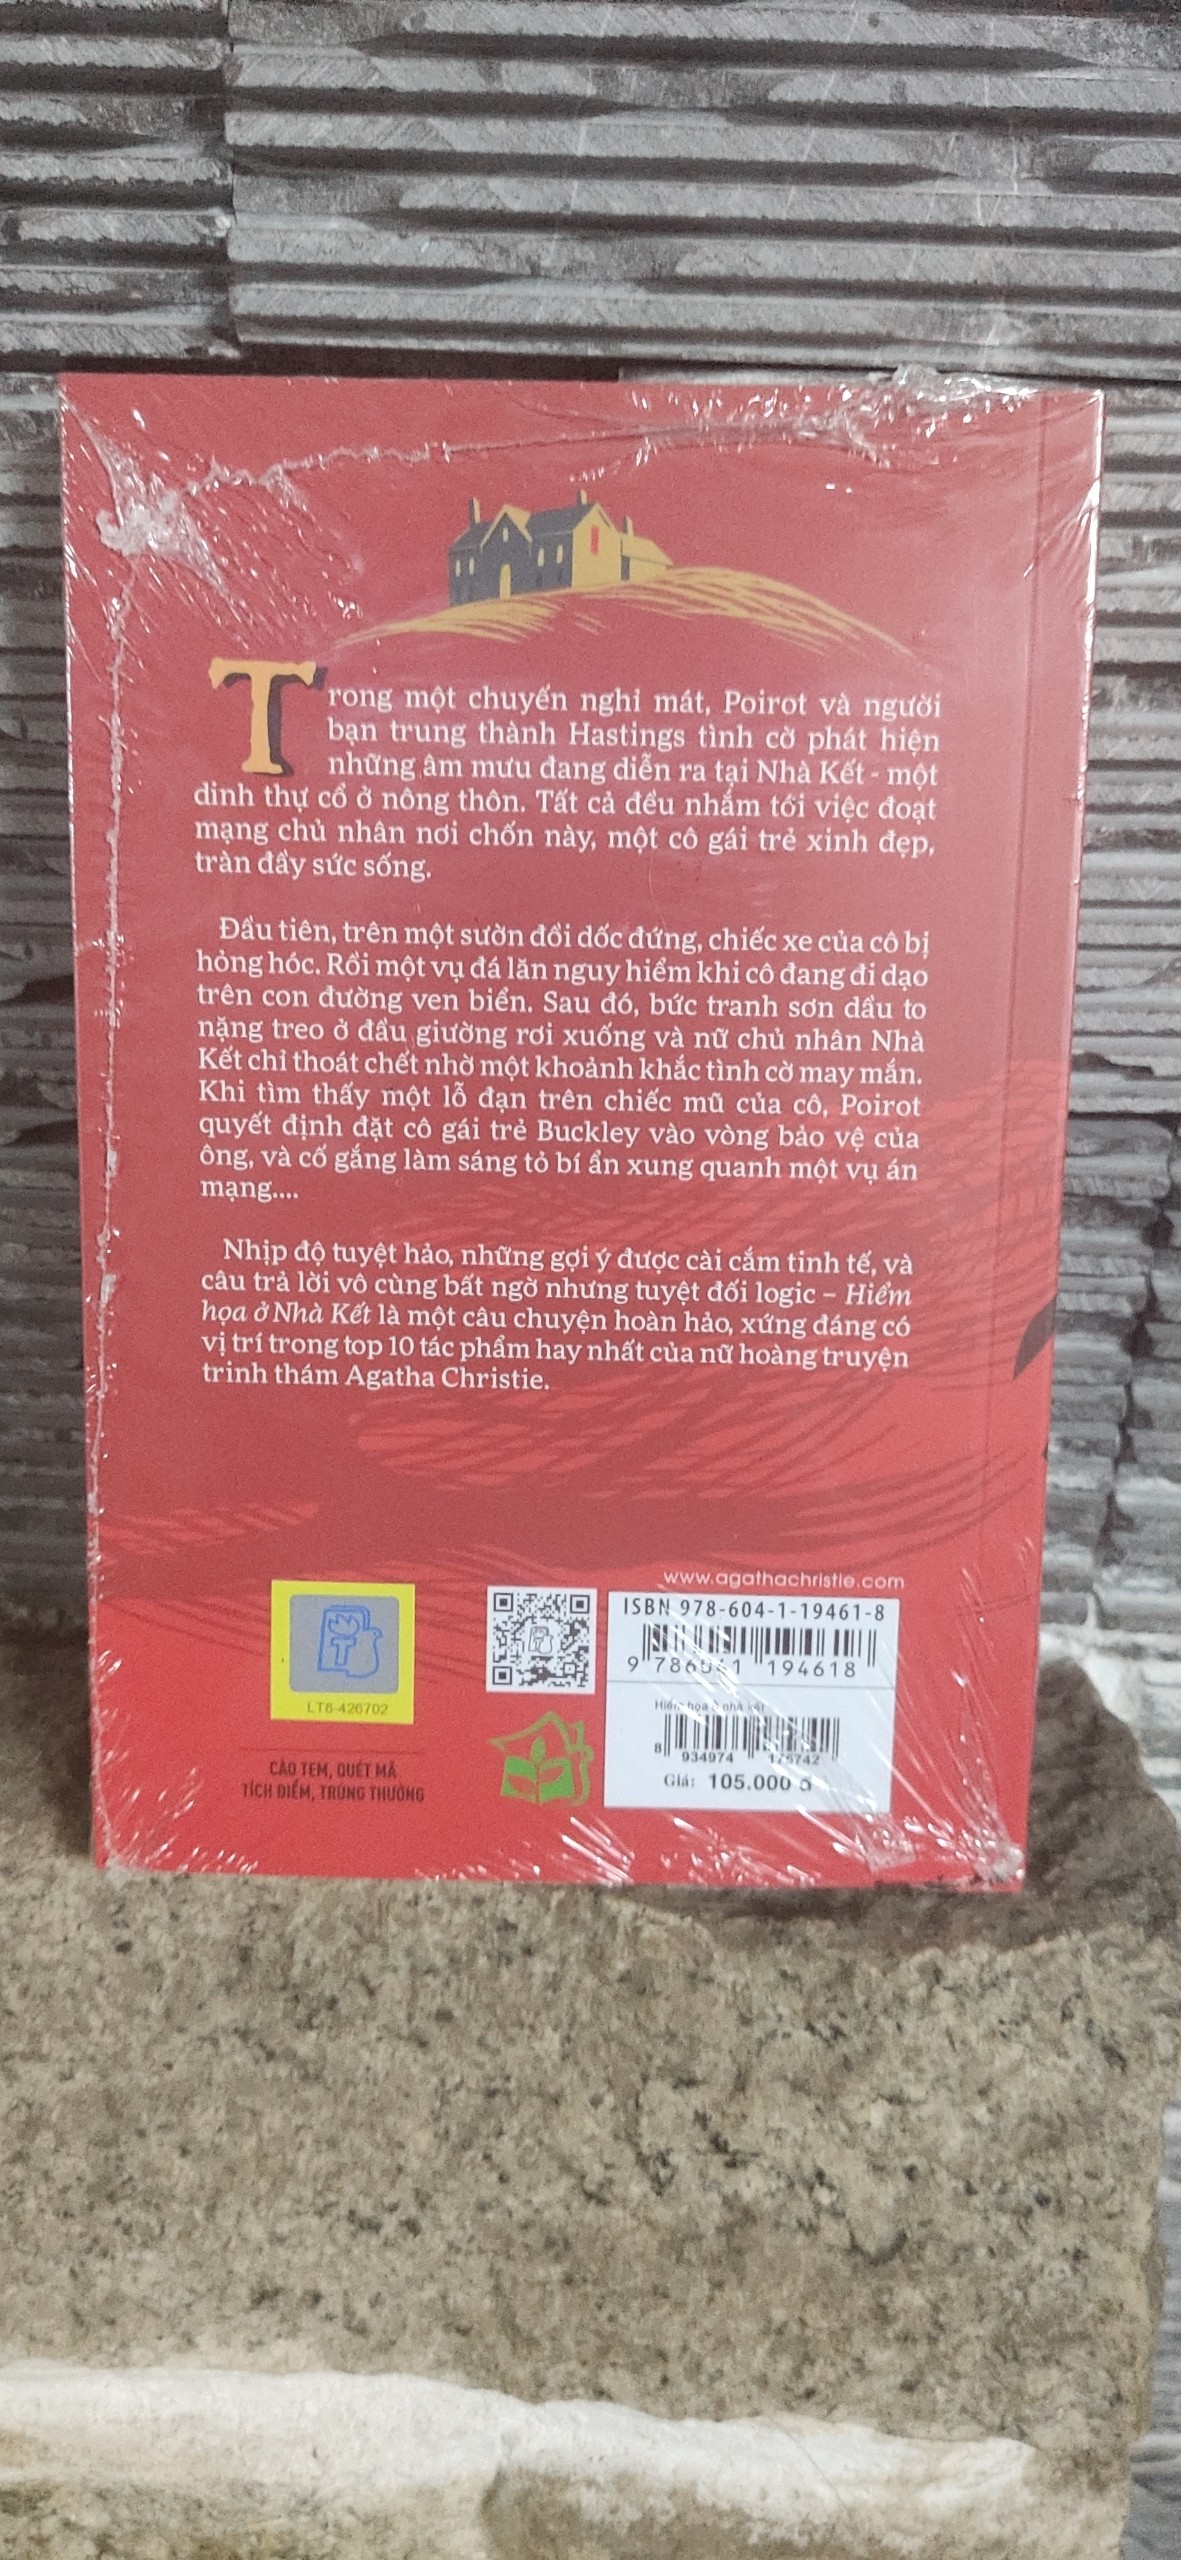 Trong một chuyến nghỉ mát, Poirot và người
bạn trung thành Hastings tình cờ phát hiện
những âm mưu đang diễn ra tại Nhà Kết - một
dinh thự cổ ở nông thôn. Tất cả đều nhắm tới việc đoạt
mạng chủ nhân nơi chốn này, một cô gái trẻ xinh đẹp,
tràn đầy sức sống.
Đầu tiên, trên một sườn đồi dốc đứng, chiếc xe của cô bị
hỏng hóc. Rồi một vụ đá lăn nguy hiểm khi cô đang đi dạo
trên con đường ven biển. Sau đó, bức tranh sơn dầu to
nặng treo ở đầu giường rơi xuống và nữ chủ nhân Nhà
Kết chỉ thoát chết nhờ một khoảnh khắc tình cờ may mắn.
Khi tìm thấy một lỗ đạn trên chiếc mũ của cô, Poirot
quyết định đặt cô gái trẻ Buckley vào vòng bảo vệ của
ông, và cố gắng làm sáng tỏ bí ẩn xung quanh một vụ án
mạng....
Nhịp độ tuyệt hảo, những gợi ý được cài cắm tinh tế, và
câu trả lời vô cùng bất ngờ nhưng tuyệt đối logic – Hiểm
họa ở Nhà Kết là một câu chuyện hoàn hảo, xứng đáng có
vị trí trong top 10 tác phẩm hay nhất của nữ hoàng truyện
trinh thám Agatha Christie.
www.agathachristie.com
ISBN 978-604-1-19461-8
9 786041 194618
Hiểm họa ở nhà kết
8 934974 178742
Giá: 105.000 đ
T
LT6-426702
CÀO TEM, QUÉT MÃ
TÍCH ĐIỂM, TRÚNG THƯỞNG